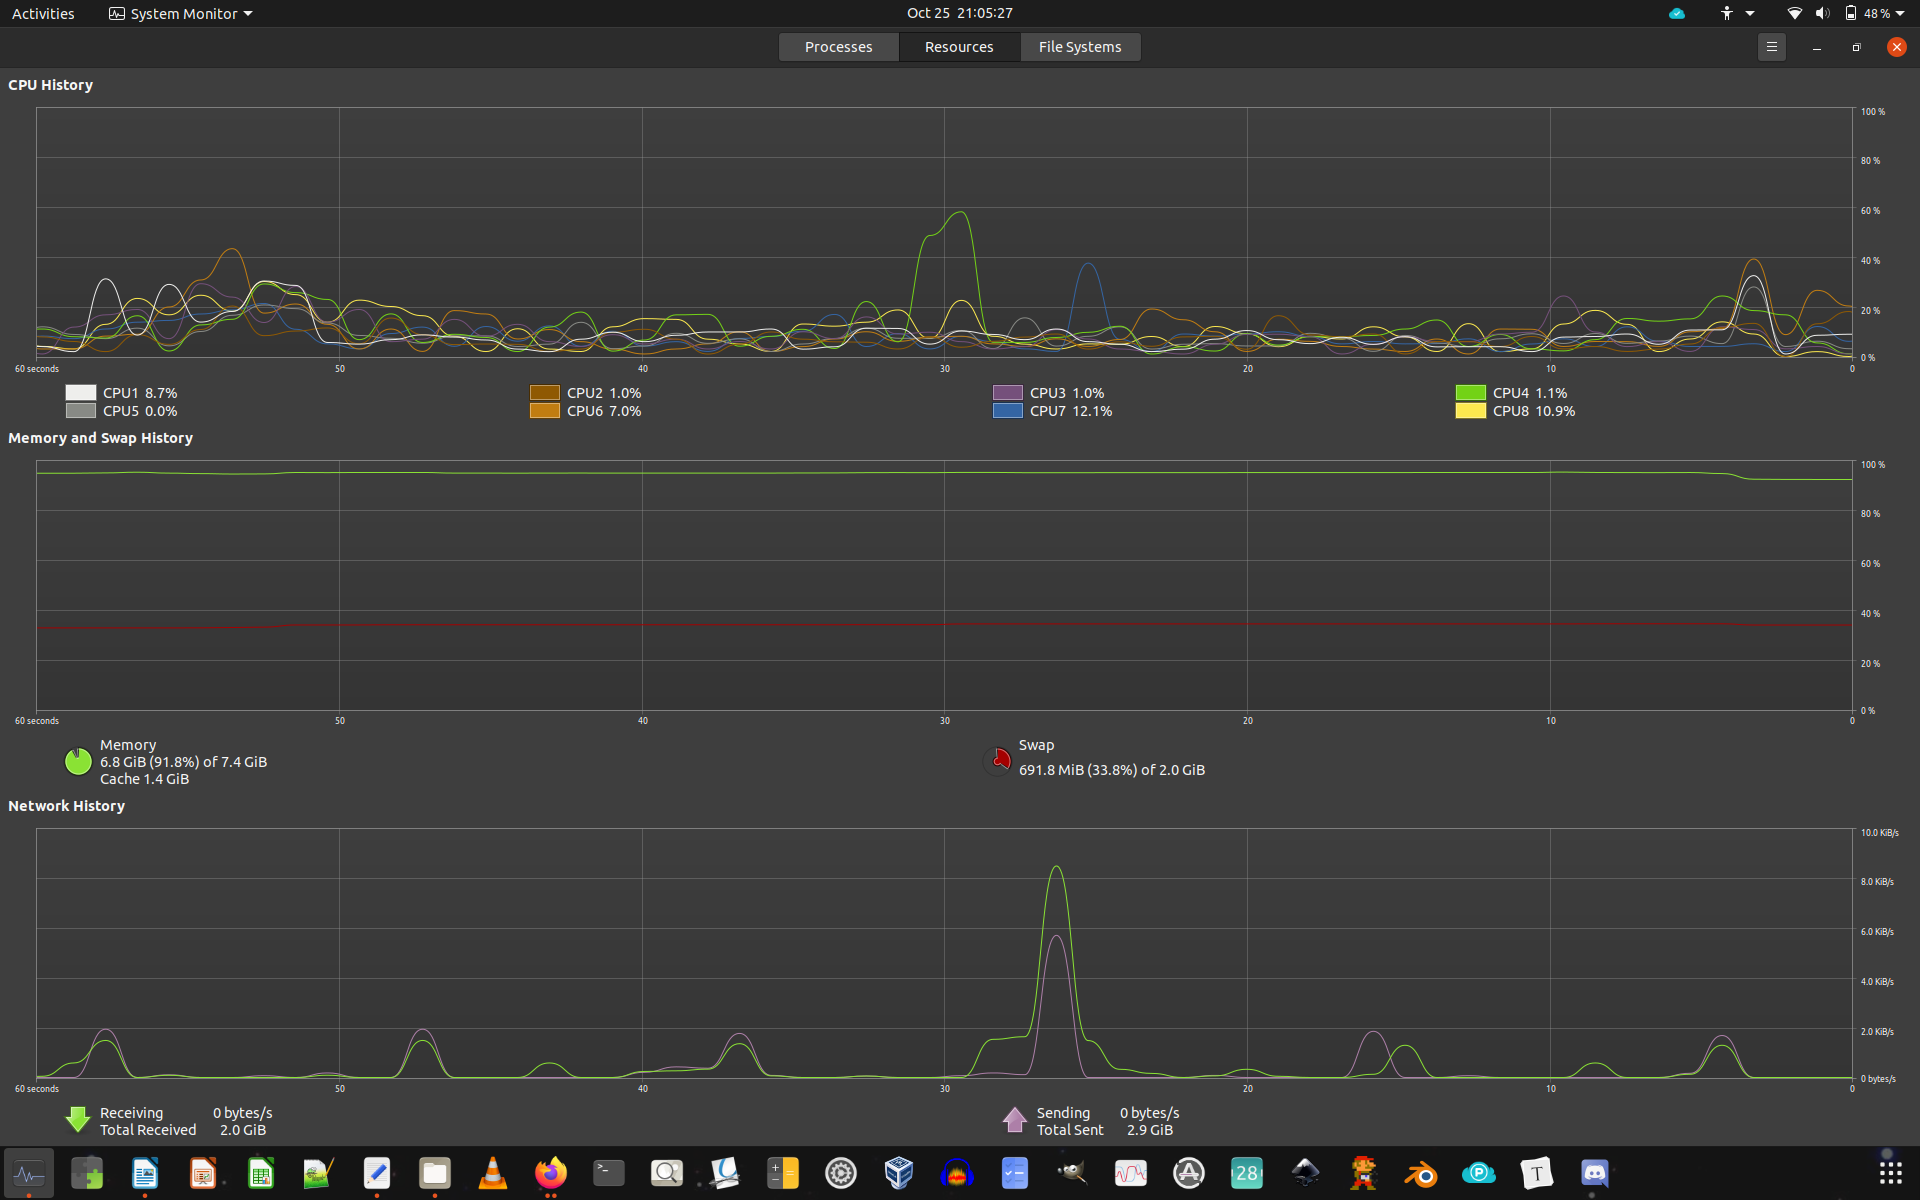 Activities System Monitor Oct 25 21:05:27 48 %
Processes Resources File Systems
CPU History
100 %
80 %
60 %
40 %
20 %
0 %
60 seconds 50 40 30 20 10 0
CPU1 8.7% CPU2 1.0% CPU3 1.0% CPU4 1.1%
CPU5 0.0% CPU6 7.0% CPU7 12.1% CPU8 10.9%
Memory and Swap History
100 %
80 %
60 %
40 %
20 %
0 %
60 seconds 50 40 30 20 10 0
Memory Swap
6.8 GiB (91.8%) of 7.4 GiB 691.8 MiB (33.8%) of 2.0 GiB
Cache 1.4 GiB
Network History
10.0 KiB/s
8.0 KiB/s
6.0 KiB/s
4.0 KiB/s
2.0 KiB/s
0 bytes/s
60 seconds 50 40 30 20 10 0
Receiving 0 bytes/s Sending 0 bytes/s
Total Received 2.0 GiB Total Sent 2.9 GiB
28 P T